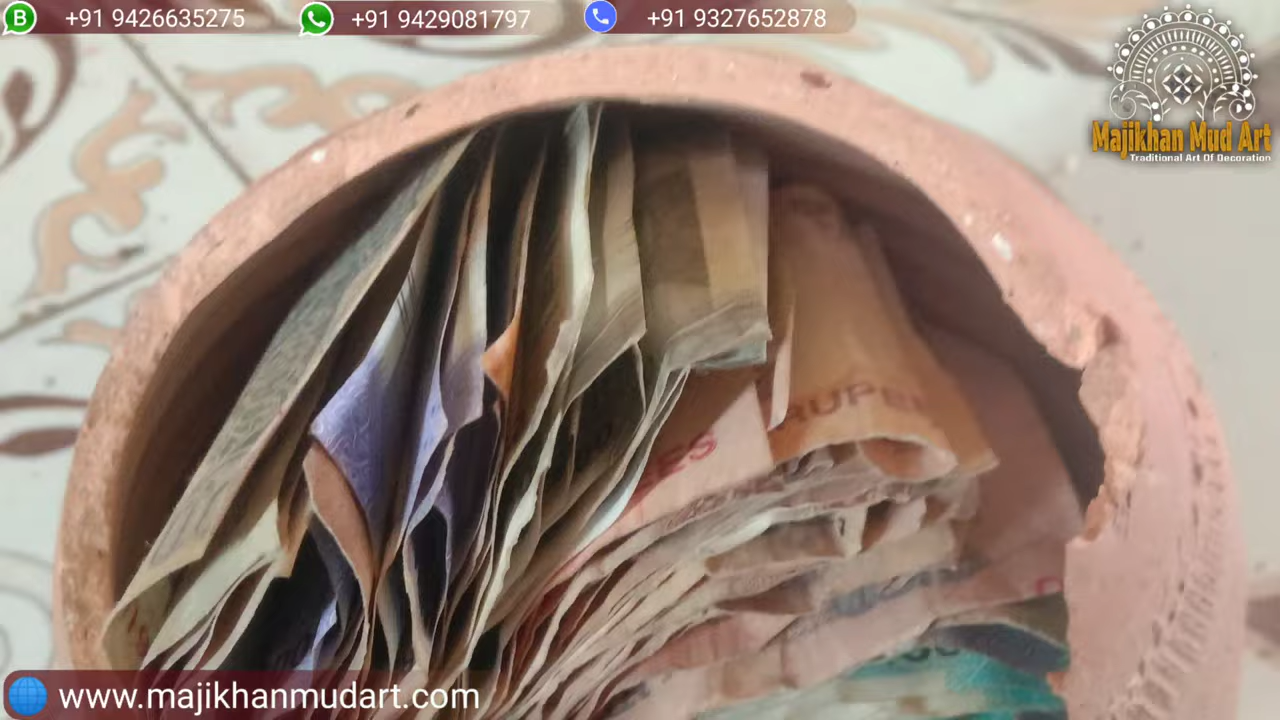 +91 9426635275
+91 9429081797
+91 9327652878
Majikhan Mud Art
Traditional Art Of Decoration
www.majikhanmudart.com